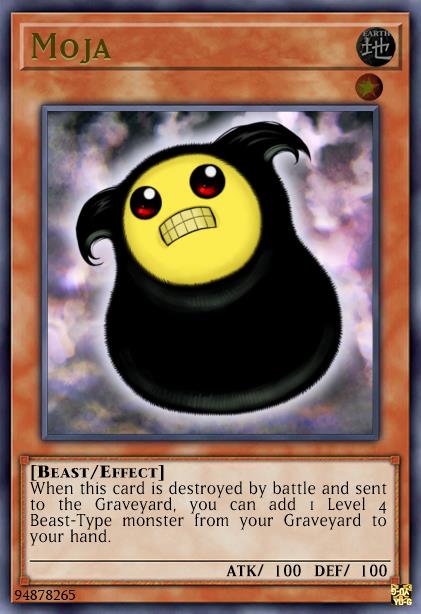 Moja
EARTH
地
[Beast/Effect]
When this card is destroyed by battle and sent
to the Graveyard, you can add 1 Level 4
Beast-Type monster from your Graveyard to
your hand.
ATK/ 100 DEF/ 100
94878265